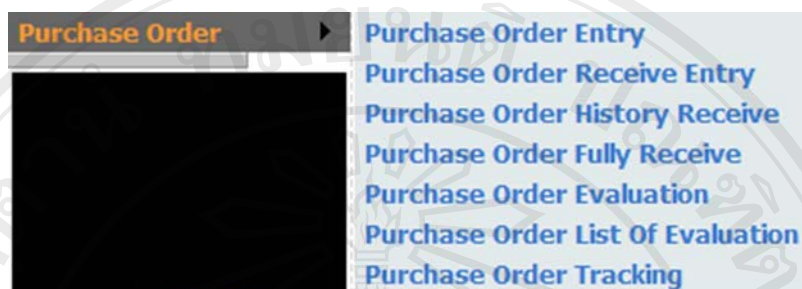 Purchase Order
Purchase Order Entry
Purchase Order Receive Entry
Purchase Order History Receive
Purchase Order Fully Receive
Purchase Order Evaluation
Purchase Order List Of Evaluation
Purchase Order Tracking